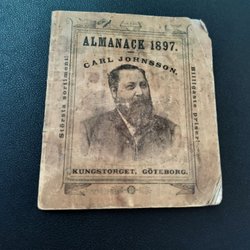 ALMANACK 1897.
CARL JOHNSSON.
Största sortiment!
Billigaste priser!
KUNGSTORGET, GÖTEBORG.